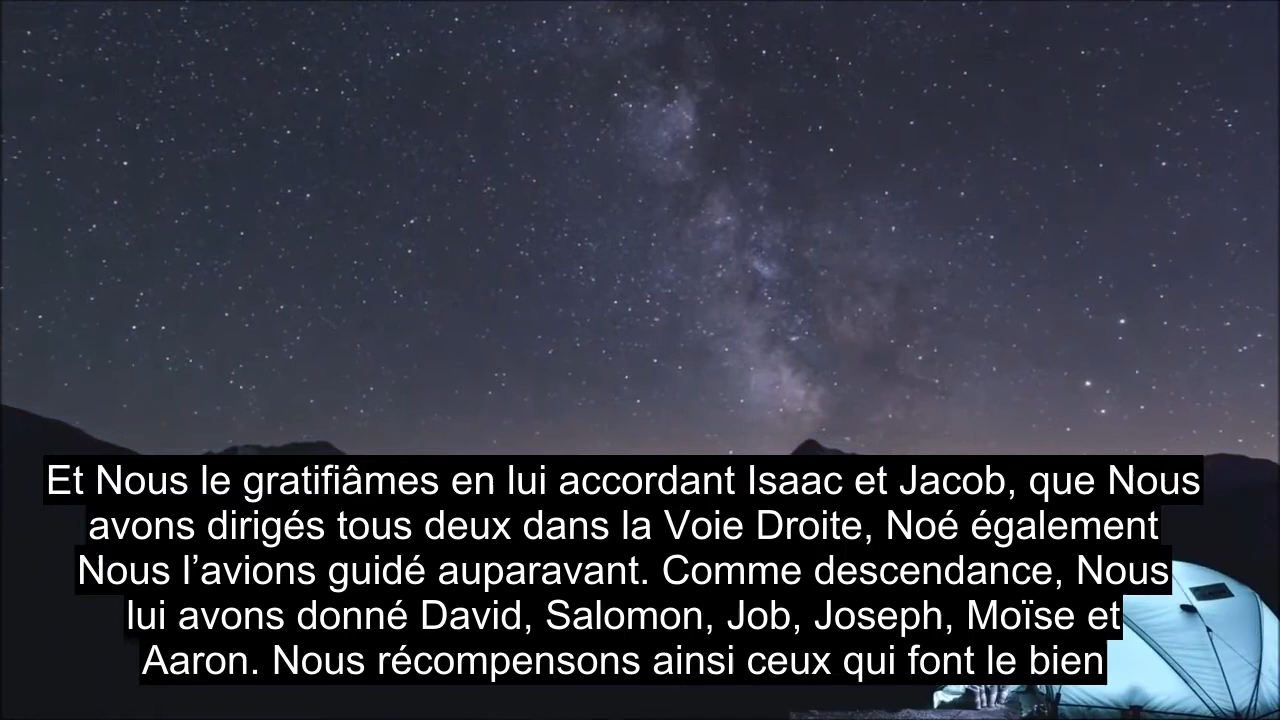 Et Nous le gratifiâmes en lui accordant Isaac et Jacob, que Nous
avons dirigés tous deux dans la Voie Droite, Noé également
Nous l’avions guidé auparavant. Comme descendance, Nous
lui avons donné David, Salomon, Job, Joseph, Moïse et
Aaron. Nous récompensons ainsi ceux qui font le bien